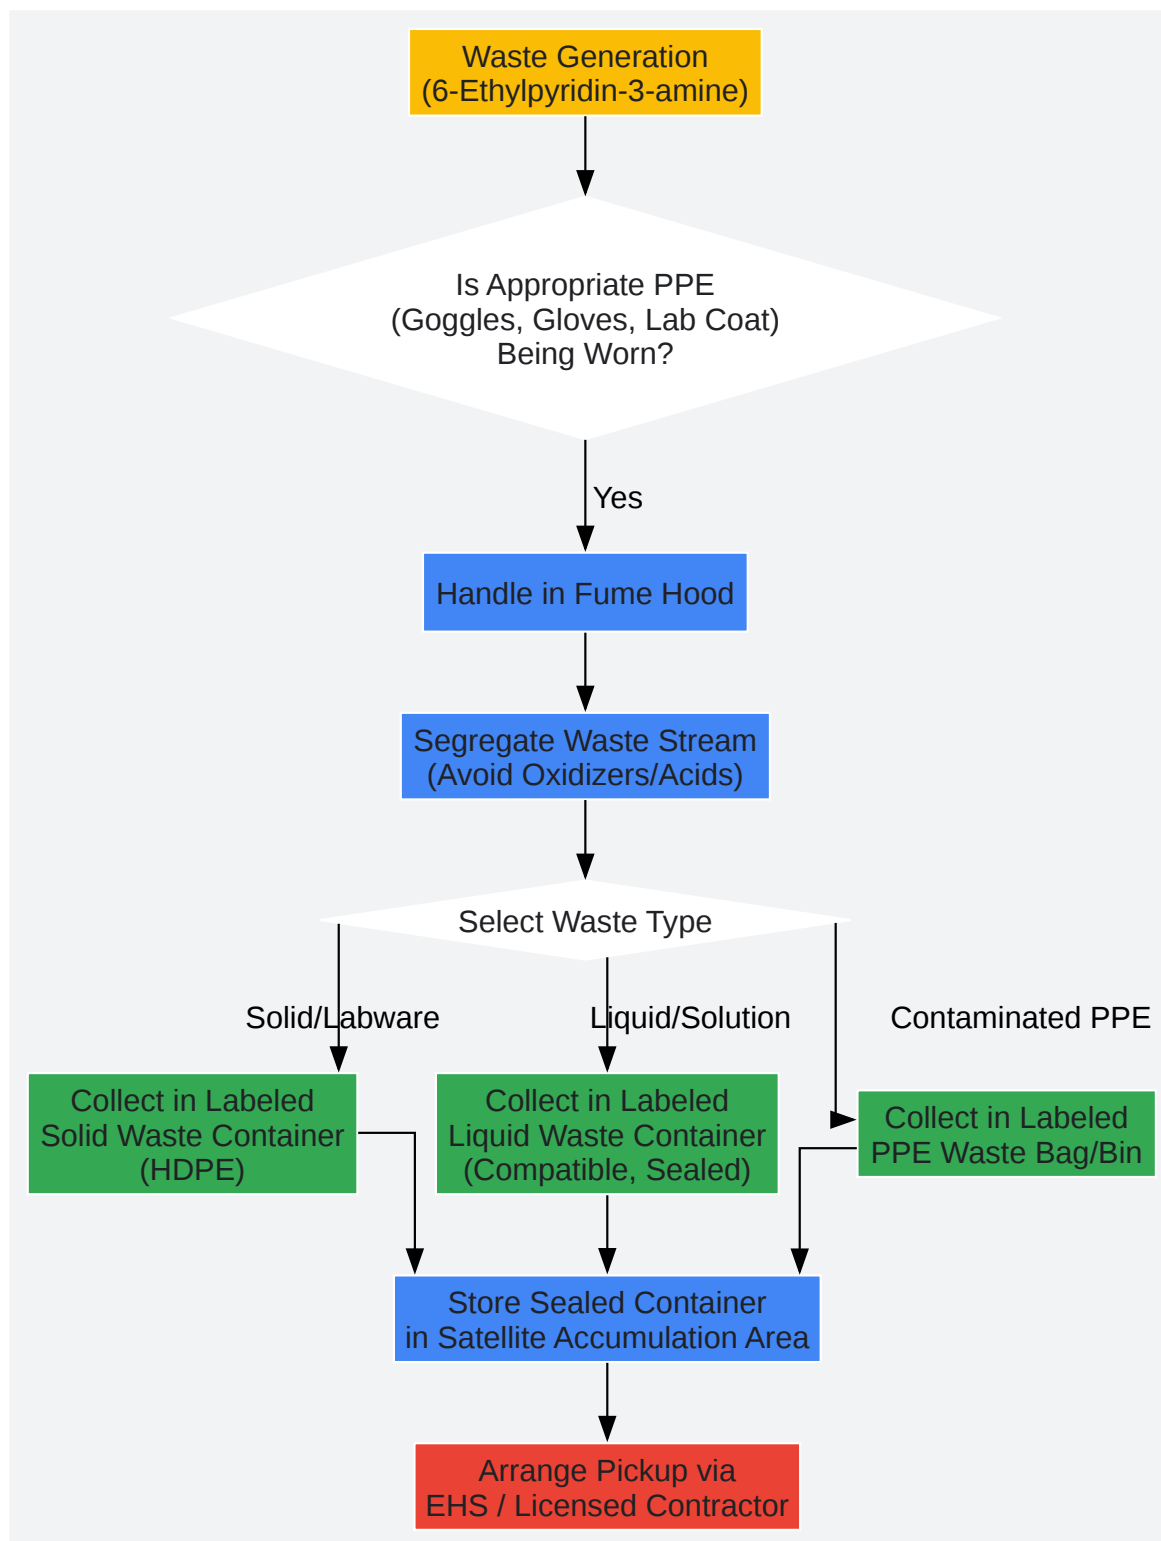 Waste Generation
(6-Ethylpyridin-3-amine)
Is Appropriate PPE
(Goggles, Gloves, Lab Coat)
Being Worn?
Yes
Handle in Fume Hood
Segregate Waste Stream
(Avoid Oxidizers/Acids)
Select Waste Type
Solid/Labware
Liquid/Solution
Contaminated PPE
Collect in Labeled
Solid Waste Container
(HDPE)
Collect in Labeled
Liquid Waste Container
(Compatible, Sealed)
Collect in Labeled
PPE Waste Bag/Bin
Store Sealed Container
in Satellite Accumulation Area
Arrange Pickup via
EHS / Licensed Contractor